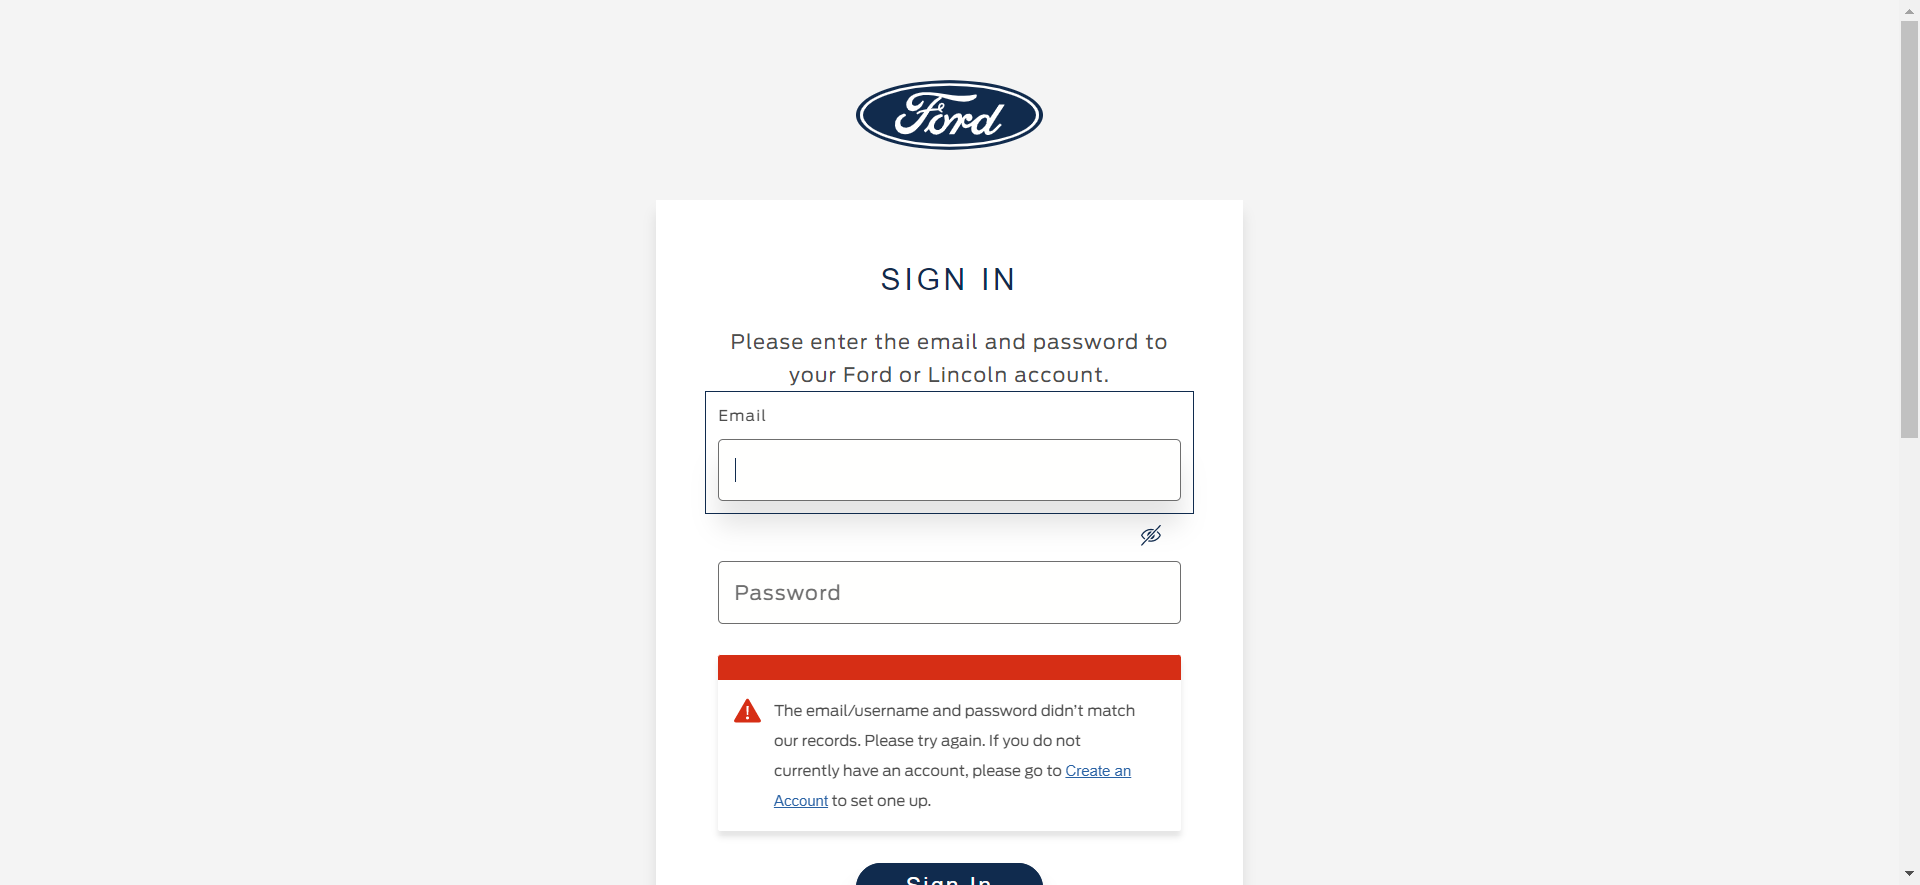 Ford
SIGN IN
Please enter the email and password to
your Ford or Lincoln account.
Email
Password
The email/username and password didn’t match
our records. Please try again. If you do not
currently have an account, please go to Create an
Account to set one up.
Sign In